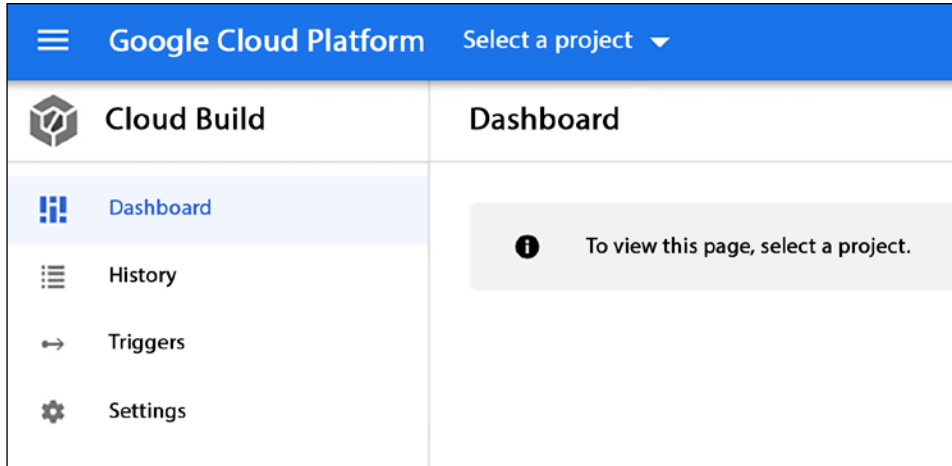 Google Cloud Platform Select a project
Cloud Build
Dashboard
Dashboard
History
Triggers
Settings
To view this page, select a project.